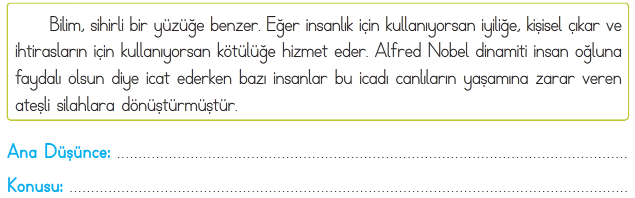 Bilim, sihirli bir yüzüğe benzer. Eğer insanlık için kullanıyorsan iyiliğe, kişisel çıkar ve
ihtirasların için kullanıyorsan kötülüğe hizmet eder. Alfred Nobel dinamiti insan oğluna
faydalı olsun diye icat ederken bazı insanlar bu icadı canlıların yaşamına zarar veren
ateşli silahlara dönüştürmüştür.
Ana Düşünce: ........................................................................................................................
Konusu: ..................................................................................................................................